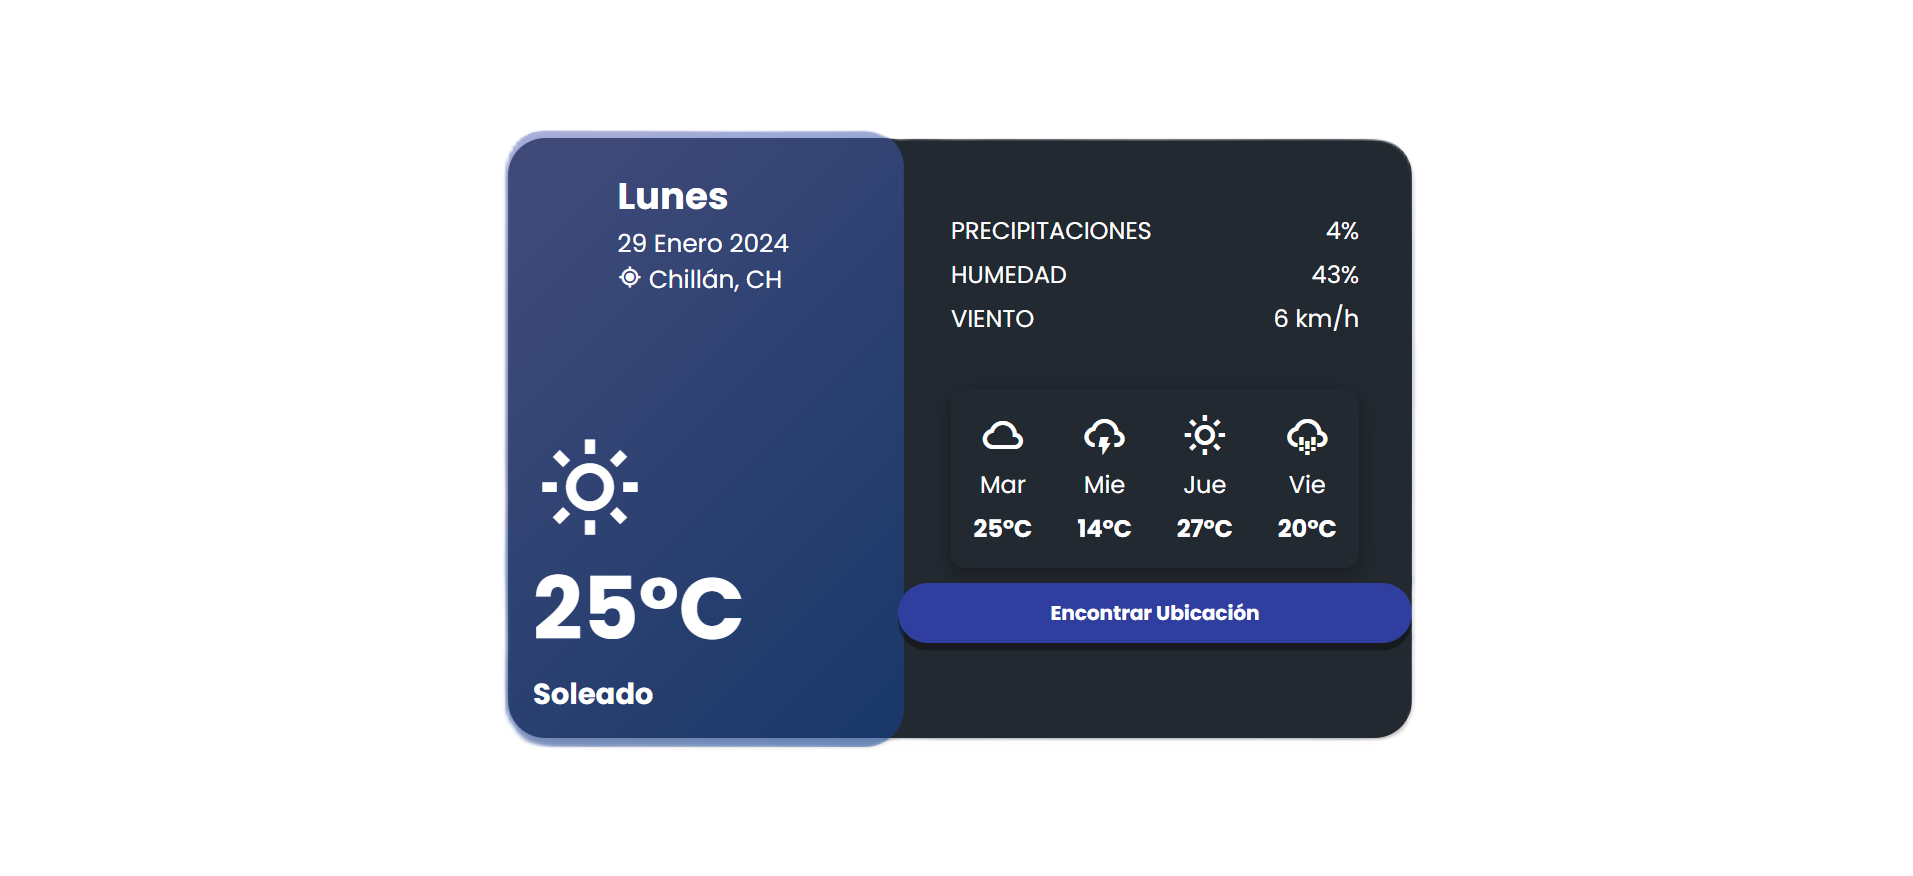 Lunes
29 Enero 2024
Chillán, CH
25°C
Soleado
PRECIPITACIONES 4%
HUMEDAD 43%
VIENTO 6 km/h
Mar Mie Jue Vie
25°C 14°C 27°C 20°C
Encontrar Ubicación